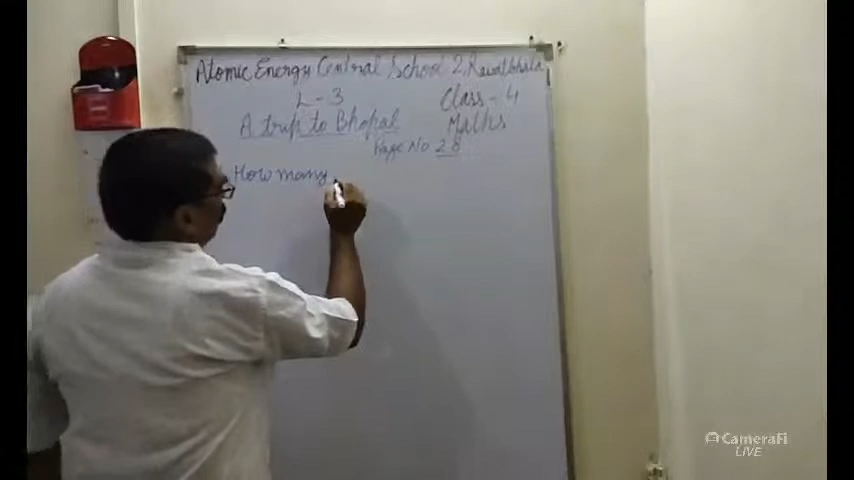 Atomic Energy Central School 2, Rawatbhata
L - 3
Class - 4
A trip to Bhopal
Maths
Page No 28
How many
CameraFi
LIVE